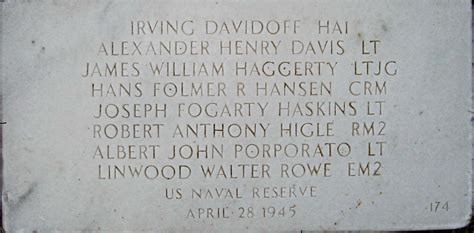 IRVING DAVIDOFF HAI
ALEXANDER HENRY DAVIS LT
JAMES WILLIAM HAGGERTY LTJG
HANS FOLMER R HANSEN CRM
JOSEPH FOGARTY HASKINS LT
ROBERT ANTHONY HIGLE RM2
ALBERT JOHN PORPORATO LT
LINWOOD WALTER ROWE EM2
US NAVAL RESERVE
APRIL 28 1945
174